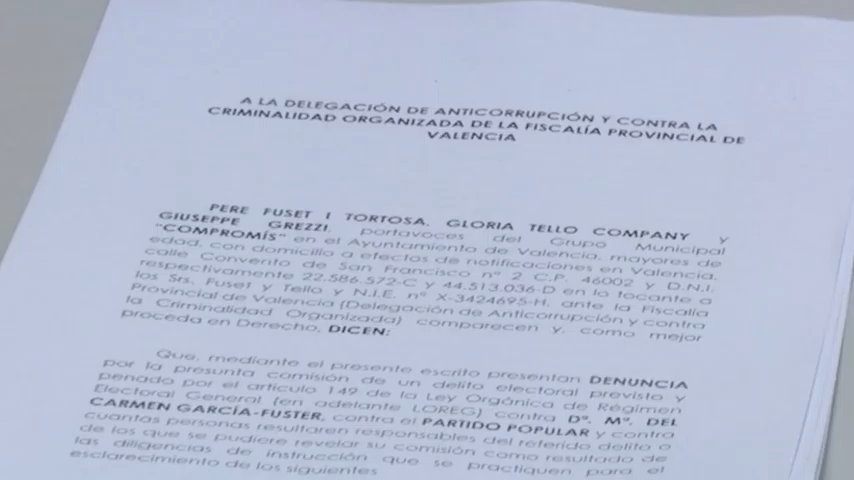 A LA DELEGACIÓN DE ANTICORRUPCIÓN Y CONTRA LA
CRIMINALIDAD ORGANIZADA DE LA FISCALÍA PROVINCIAL DE
VALENCIA
PERE FUSET I TORTOSA, GLORIA TELLO COMPANY y
GIUSEPPE GREZZI, portavoces del Grupo Municipal
"COMPROMÍS" en el Ayuntamiento de Valencia, mayores de
edad, con domicilio a efectos de notificaciones en Valencia,
calle Convento de San Francisco nº 2 C.P. 46002 y D.N.I.
respectivamente 22.586.572-C y 44.513.036-D en lo tocante a
los Srs. Fuset y Tello y N.I.E. nº X-3424695-H, ante la Fiscalía
Provincial de Valencia (Delegación de Anticorrupción y contra
la Criminalidad Organizada) comparecen y, como mejor
proceda en Derecho, DICEN:
Que, mediante el presente escrito presentan DENUNCIA
por la presunta comisión de un delito electoral previsto y
penado por el artículo 149 de la Ley Orgánica de Régimen
Electoral General (en adelante LOREG) contra Dª. Mª. DEL
CARMEN GARCÍA-FUSTER, contra el PARTIDO POPULAR y contra
cuantas personas resultaren responsables del referido delito o
de los que se pudiere revelar su comisión como resultado de
las diligencias de instrucción que se practiquen para el
esclarecimiento de los siguientes